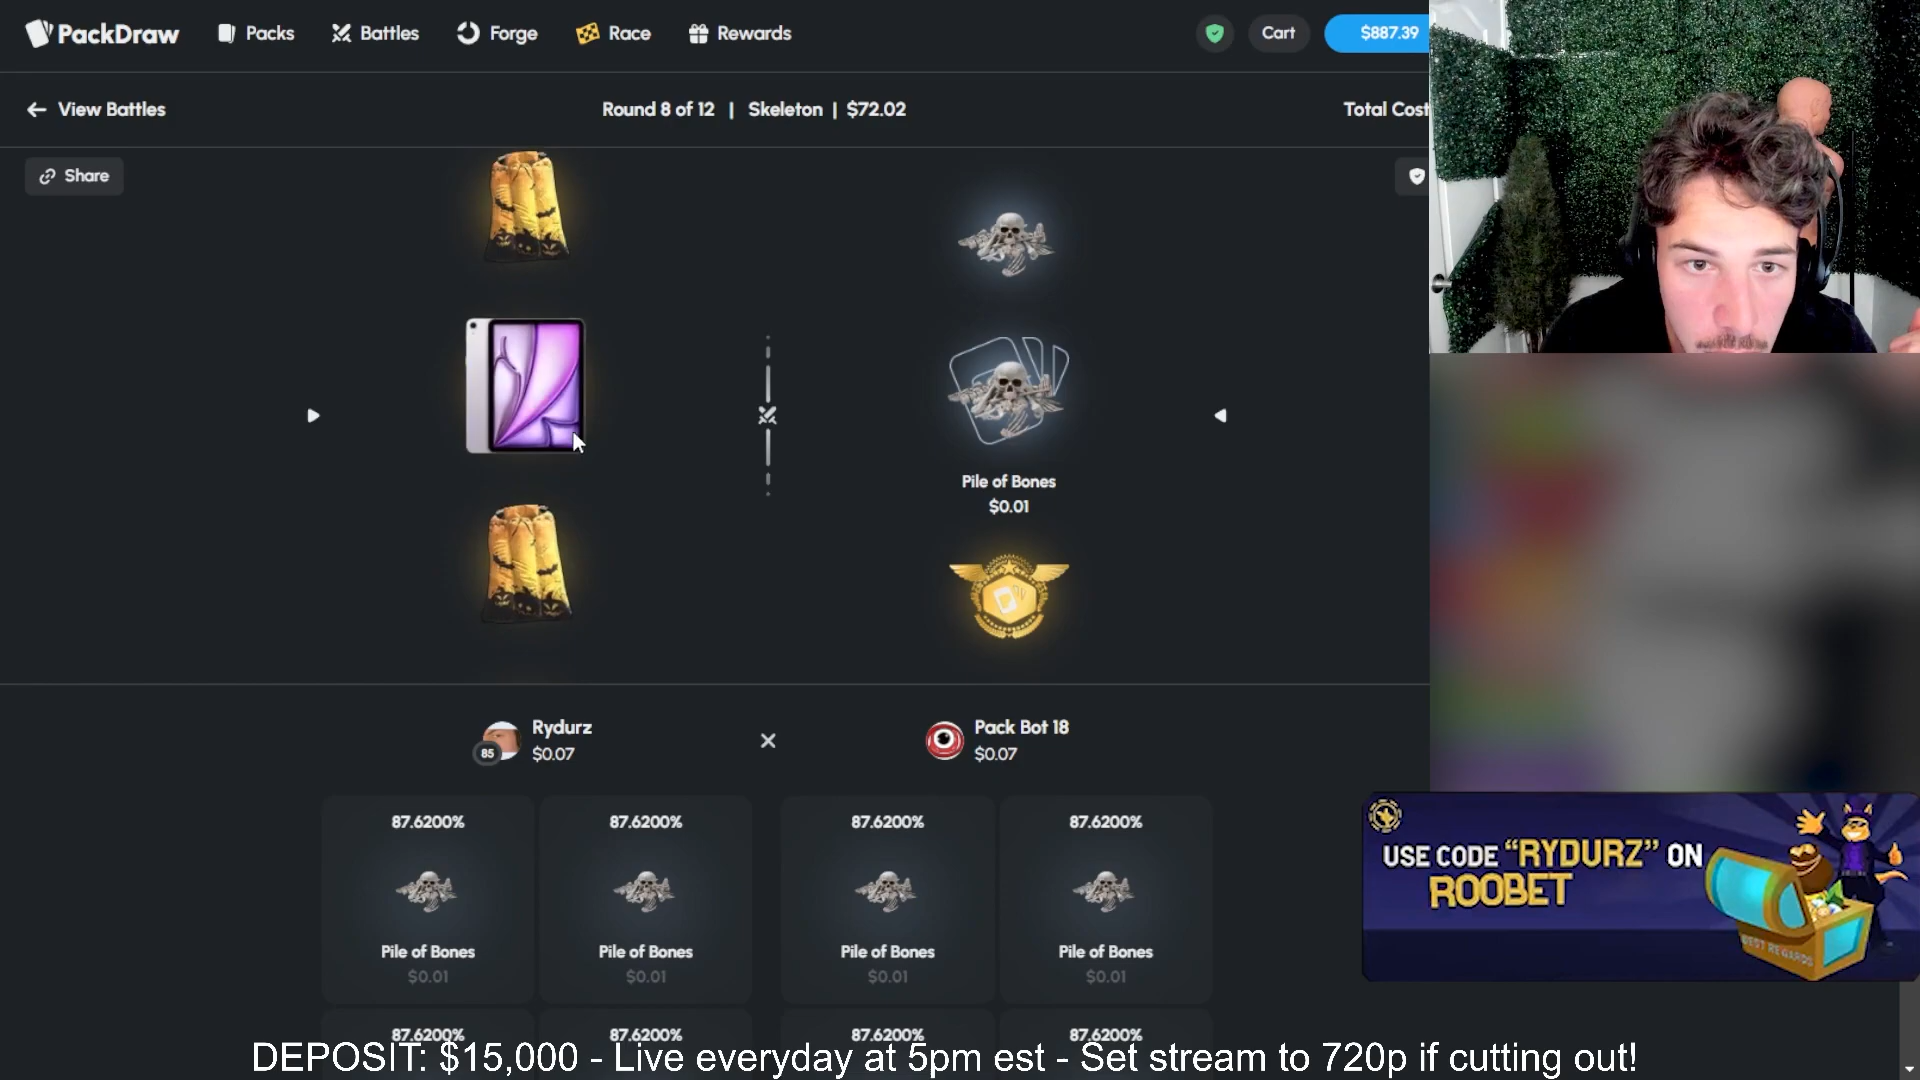 PackDraw
Packs
Battles
Forge
Race
Rewards
Cart
$887.39
View Battles
Round 8 of 12 | Skeleton | $72.02
Total Cost
Share
Pile of Bones
$0.01
Rydurz
85
$0.07
Pack Bot 18
$0.07
87.6200%
87.6200%
87.6200%
87.6200%
Pile of Bones
Pile of Bones
Pile of Bones
Pile of Bones
$0.01
$0.01
$0.01
$0.01
87.6200%
87.6200%
87.6200%
87.6200%
USE CODE "RYDURZ" ON
ROOBET
BEST REGARDS
DEPOSIT: $15,000 - Live everyday at 5pm est - Set stream to 720p if cutting out!